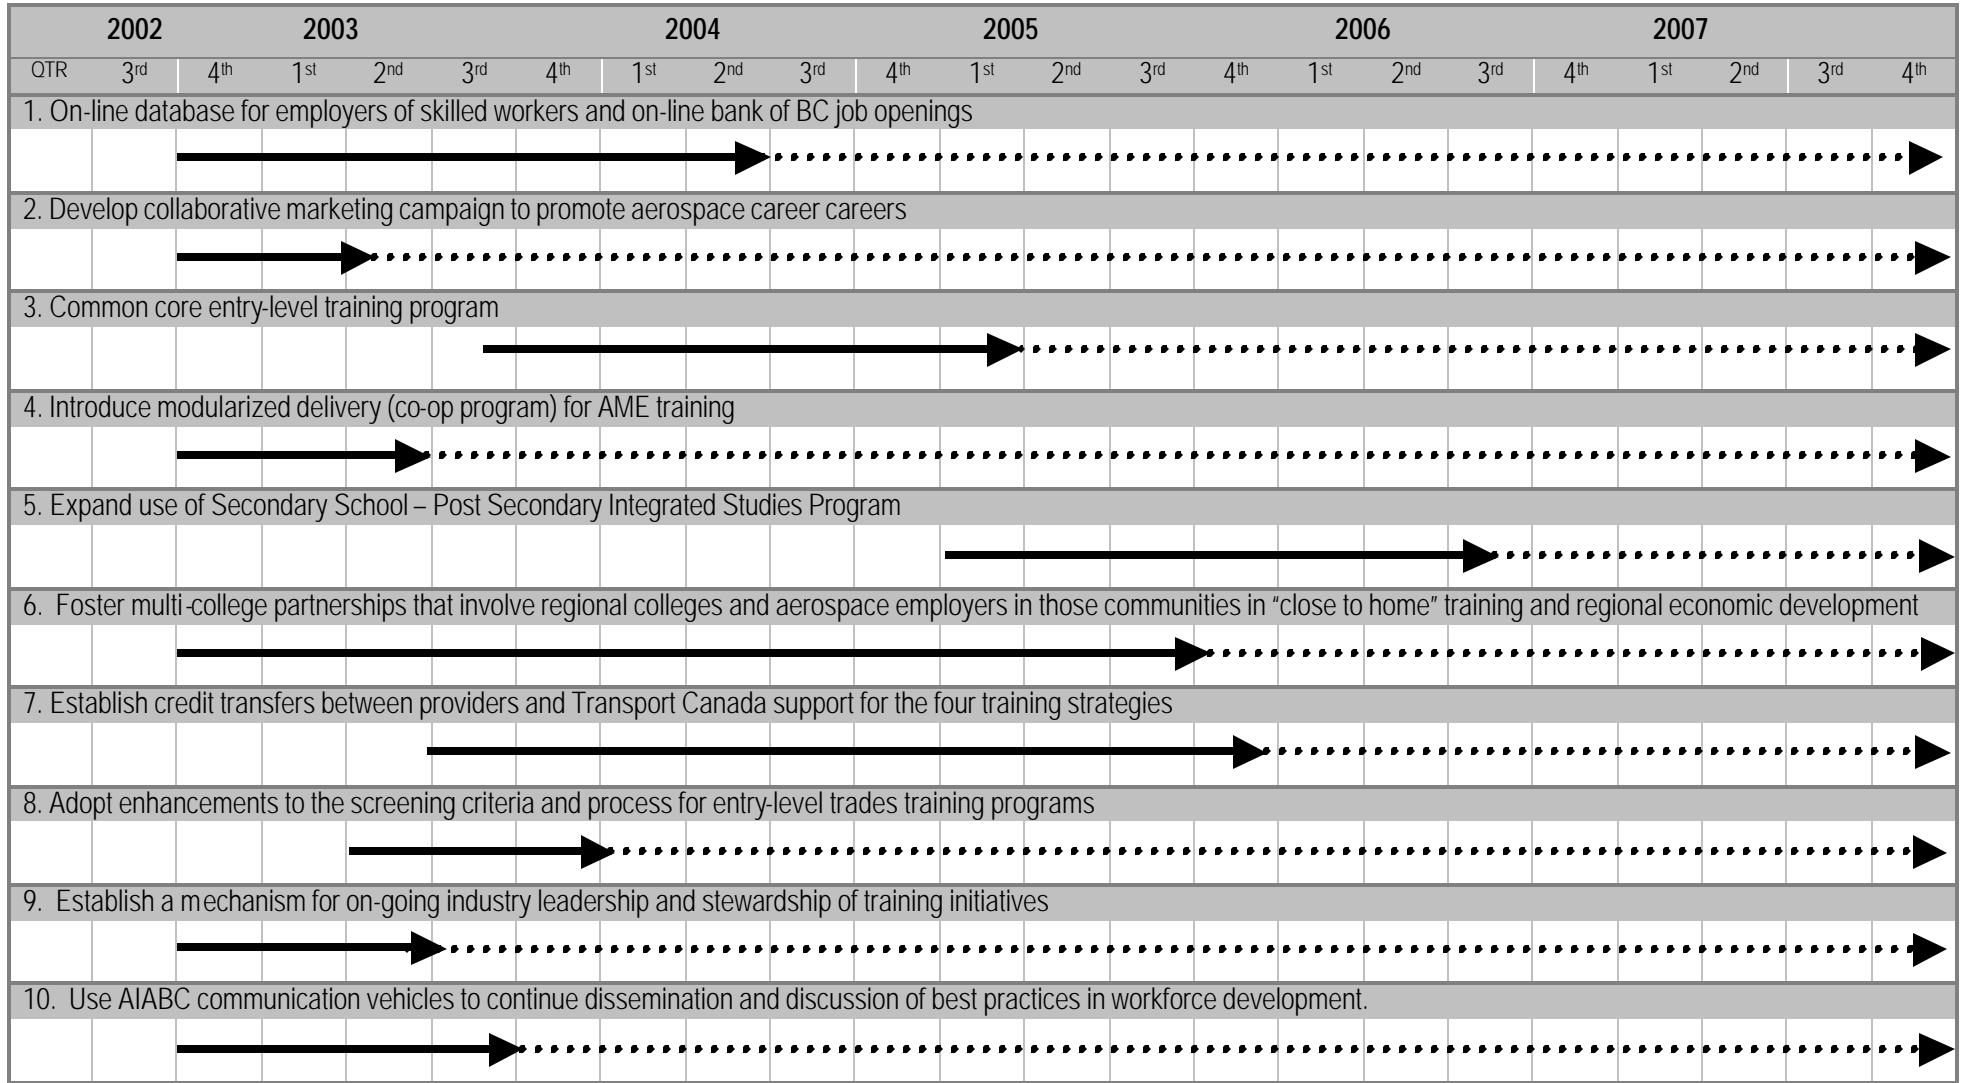 2002 2003 2004 2005 2006 2007
QTR 3rd 4th 1st 2nd 3rd 4th 1st 2nd 3rd 4th 1st 2nd 3rd 4th 1st 2nd 3rd 4th 1st 2nd 3rd 4th
1. On-line database for employers of skilled workers and on-line bank of BC job openings
2. Develop collaborative marketing campaign to promote aerospace career careers
3. Common core entry-level training program
4. Introduce modularized delivery (co-op program) for AME training
5. Expand use of Secondary School – Post Secondary Integrated Studies Program
6. Foster multi-college partnerships that involve regional colleges and aerospace employers in those communities in "close to home" training and regional economic development
7. Establish credit transfers between providers and Transport Canada support for the four training strategies
8. Adopt enhancements to the screening criteria and process for entry-level trades training programs
9. Establish a mechanism for on-going industry leadership and stewardship of training initiatives
10. Use AIABC communication vehicles to continue dissemination and discussion of best practices in workforce development.